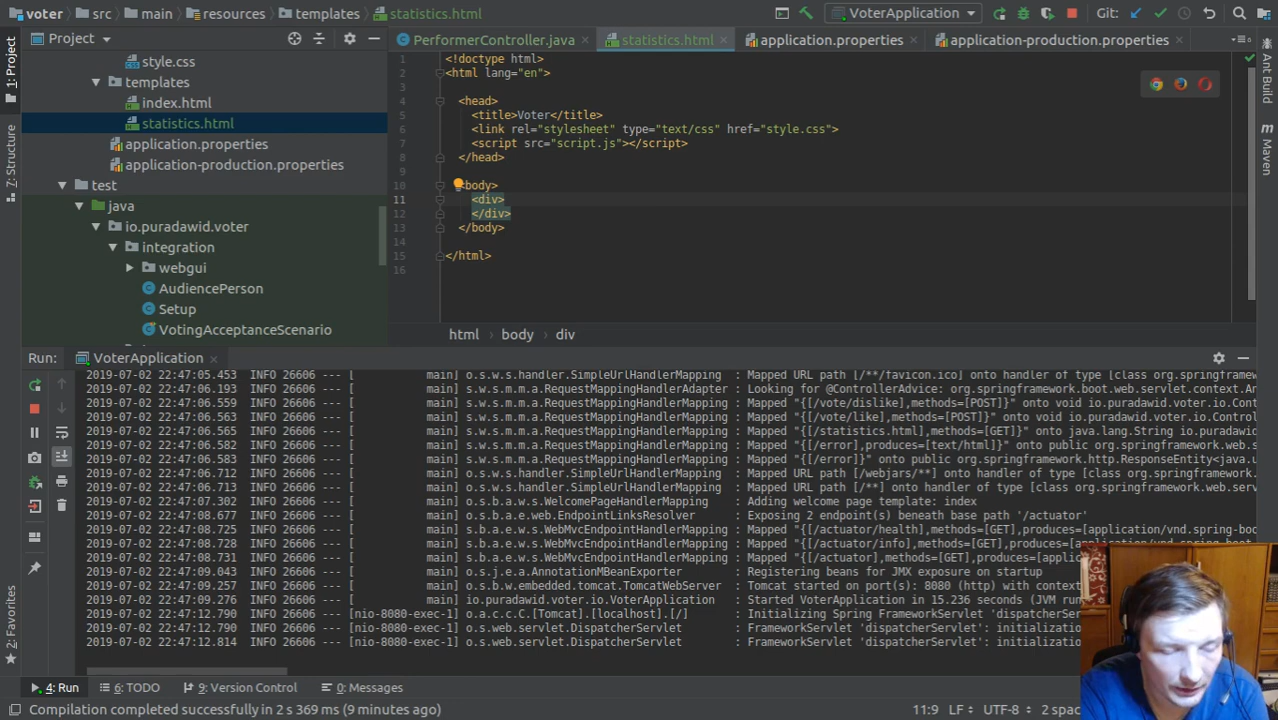 voter
src
main
resources
templates
statistics.html
VoterApplication
Git:
Project
PerformerController.java
statistics.html
application.properties
application-production.properties
style.css
templates
index.html
statistics.html
application.properties
application-production.properties
test
java
io.puradawid.voter
integration
webgui
AudiencePerson
Setup
VotingAcceptanceScenario
1: Project
7: Structure
2: Favorites
Ant Build
Maven
1 <!doctype html>
2 <html lang="en">
3
4 <head>
5 <title>Voter</title>
6 <link rel="stylesheet" type="text/css" href="style.css">
7 <script src="script.js"></script>
8 </head>
9
10 <body>
11 <div>
12 </div>
13 </body>
14
15 </html>
16
html
body
div
Run:
VoterApplication
2019-07-02 22:47:05.453 INFO 26606 --- [ main] o.s.w.s.handler.SimpleUrlHandlerMapping : Mapped URL path [/**/favicon.ico] onto handler of type [class org.springframework
2019-07-02 22:47:06.193 INFO 26606 --- [ main] s.w.s.m.m.a.RequestMappingHandlerAdapter : Looking for @ControllerAdvice: org.springframework.boot.web.servlet.context.An
2019-07-02 22:47:06.559 INFO 26606 --- [ main] s.w.s.m.m.a.RequestMappingHandlerMapping : Mapped "{[/vote/dislike],methods=[POST]}" onto void io.puradawid.voter.io.Cont
2019-07-02 22:47:06.563 INFO 26606 --- [ main] s.w.s.m.m.a.RequestMappingHandlerMapping : Mapped "{[/vote/like],methods=[POST]}" onto void io.puradawid.voter.io.Control
2019-07-02 22:47:06.565 INFO 26606 --- [ main] s.w.s.m.m.a.RequestMappingHandlerMapping : Mapped "{[/statistics.html],methods=[GET]}" onto java.lang.String io.puradawid
2019-07-02 22:47:06.582 INFO 26606 --- [ main] s.w.s.m.m.a.RequestMappingHandlerMapping : Mapped "{[/error],produces=[text/html]}" onto public org.springframework.web.s
2019-07-02 22:47:06.583 INFO 26606 --- [ main] s.w.s.m.m.a.RequestMappingHandlerMapping : Mapped "{[/error]}" onto public org.springframework.http.ResponseEntity<java.u
2019-07-02 22:47:06.712 INFO 26606 --- [ main] o.s.w.s.handler.SimpleUrlHandlerMapping : Mapped URL path [/webjars/**] onto handler of type [class org.springframework.w
2019-07-02 22:47:06.713 INFO 26606 --- [ main] o.s.w.s.handler.SimpleUrlHandlerMapping : Mapped URL path [/**] onto handler of type [class org.springframework.web.serv
2019-07-02 22:47:07.302 INFO 26606 --- [ main] o.s.b.a.w.s.WelcomePageHandlerMapping : Adding welcome page template: index
2019-07-02 22:47:08.677 INFO 26606 --- [ main] o.s.b.a.e.web.EndpointLinksResolver : Exposing 2 endpoint(s) beneath base path '/actuator'
2019-07-02 22:47:08.725 INFO 26606 --- [ main] s.b.a.e.w.s.WebMvcEndpointHandlerMapping : Mapped "{[/actuator/health],methods=[GET],produces=[application/vnd.spring-boo
2019-07-02 22:47:08.728 INFO 26606 --- [ main] s.b.a.e.w.s.WebMvcEndpointHandlerMapping : Mapped "{[/actuator/info],methods=[GET],produces=[application/vnd.spring-boot
2019-07-02 22:47:08.731 INFO 26606 --- [ main] s.b.a.e.w.s.WebMvcEndpointHandlerMapping : Mapped "{[/actuator],methods=[GET],produces=[applic
2019-07-02 22:47:09.043 INFO 26606 --- [ main] o.s.j.e.a.AnnotationMBeanExporter : Registering beans for JMX exposure on startup
2019-07-02 22:47:09.257 INFO 26606 --- [ main] o.s.b.w.embedded.tomcat.TomcatWebServer : Tomcat started on port(s): 8080 (http) with context
2019-07-02 22:47:09.276 INFO 26606 --- [ main] io.puradawid.voter.io.VoterApplication : Started VoterApplication in 15.236 seconds (JVM run
2019-07-02 22:47:12.790 INFO 26606 --- [nio-8080-exec-1] o.a.c.c.C.[Tomcat].[localhost].[/] : Initializing Spring FrameworkServlet 'dispatcherSer
2019-07-02 22:47:12.790 INFO 26606 --- [nio-8080-exec-1] o.s.web.servlet.DispatcherServlet : FrameworkServlet 'dispatcherServlet': initializatio
2019-07-02 22:47:12.814 INFO 26606 --- [nio-8080-exec-1] o.s.web.servlet.DispatcherServlet : FrameworkServlet 'dispatcherServlet': initializatio
4: Run
6: TODO
9: Version Control
0: Messages
Compilation completed successfully in 2 s 369 ms (9 minutes ago)
11:9
LF
UTF-8
2 spac